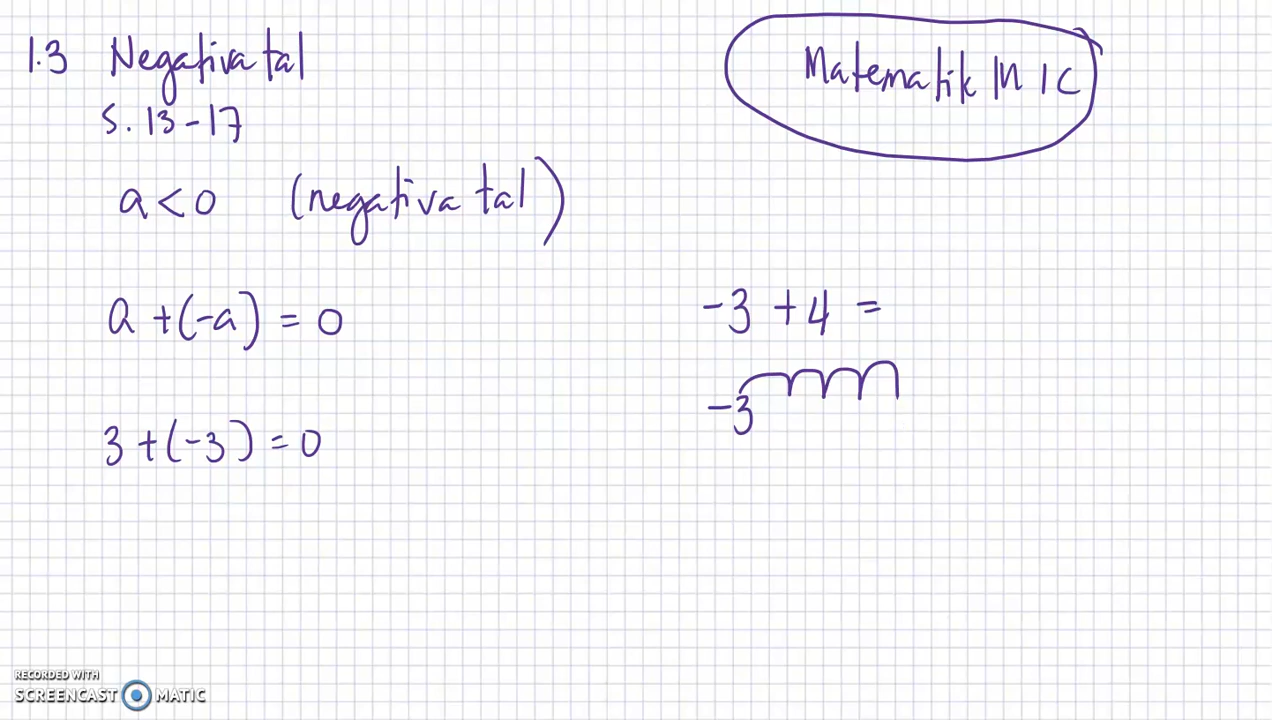 1.3 Negativa tal
s. 13-17
Matematik M 1C
a < 0 (negativa tal)
a + (-a) = 0
3 + (-3) = 0
-3 + 4 =
-3
RECORDED WITH
SCREENCAST MATIC